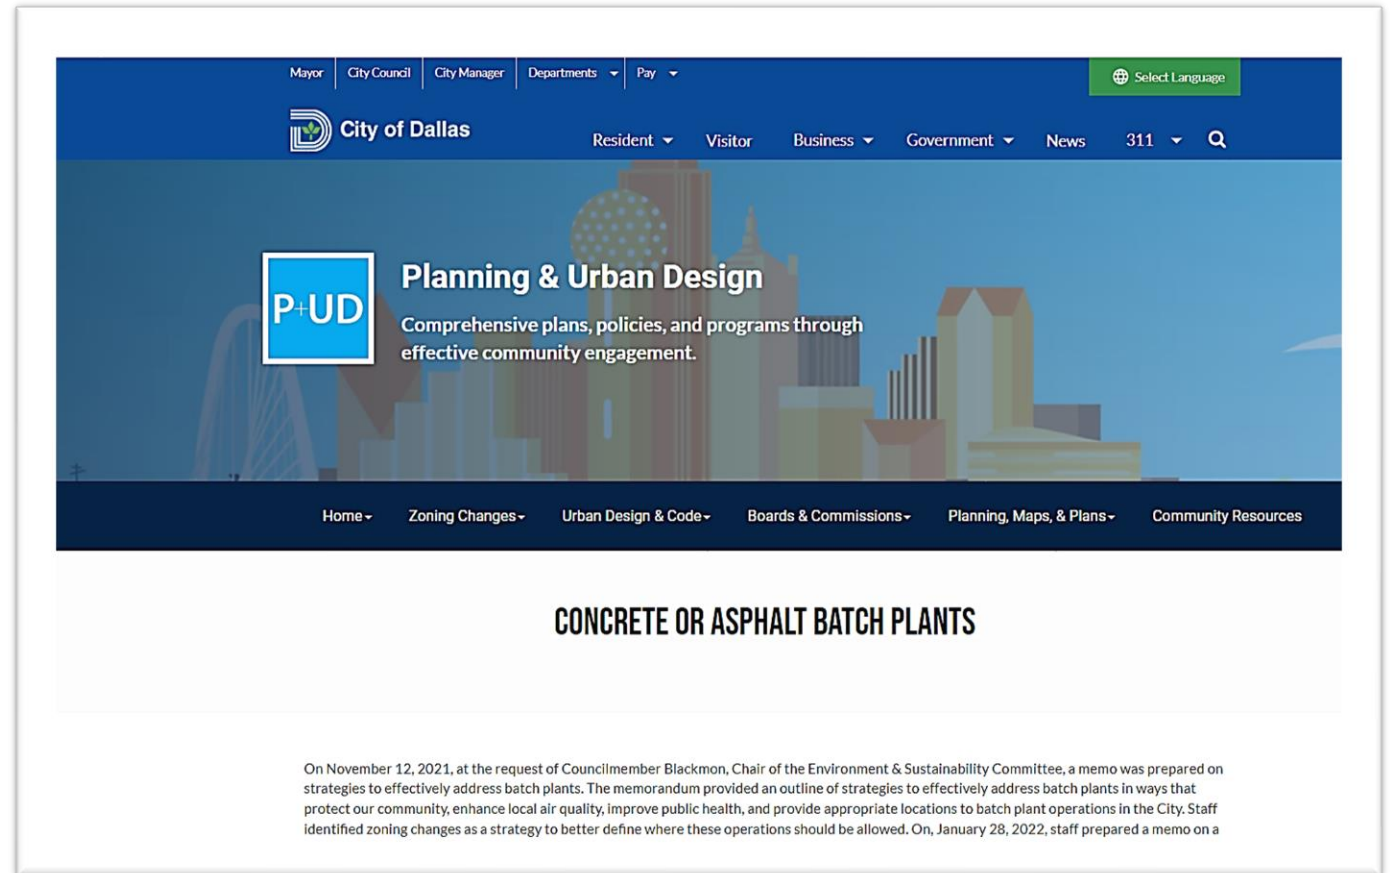 Mayor City Council City Manager Departments Pay
Select Language
City of Dallas
Resident Visitor Business Government News 311
P+UD
Planning & Urban Design
Comprehensive plans, policies, and programs through
effective community engagement.
Home Zoning Changes Urban Design & Code Boards & Commissions Planning, Maps, & Plans Community Resources
CONCRETE OR ASPHALT BATCH PLANTS
On November 12, 2021, at the request of Councilmember Blackmon, Chair of the Environment & Sustainability Committee, a memo was prepared on
strategies to effectively address batch plants. The memorandum provided an outline of strategies to effectively address batch plants in ways that
protect our community, enhance local air quality, improve public health, and provide appropriate locations to batch plant operations in the City. Staff
identified zoning changes as a strategy to better define where these operations should be allowed. On, January 28, 2022, staff prepared a memo on a